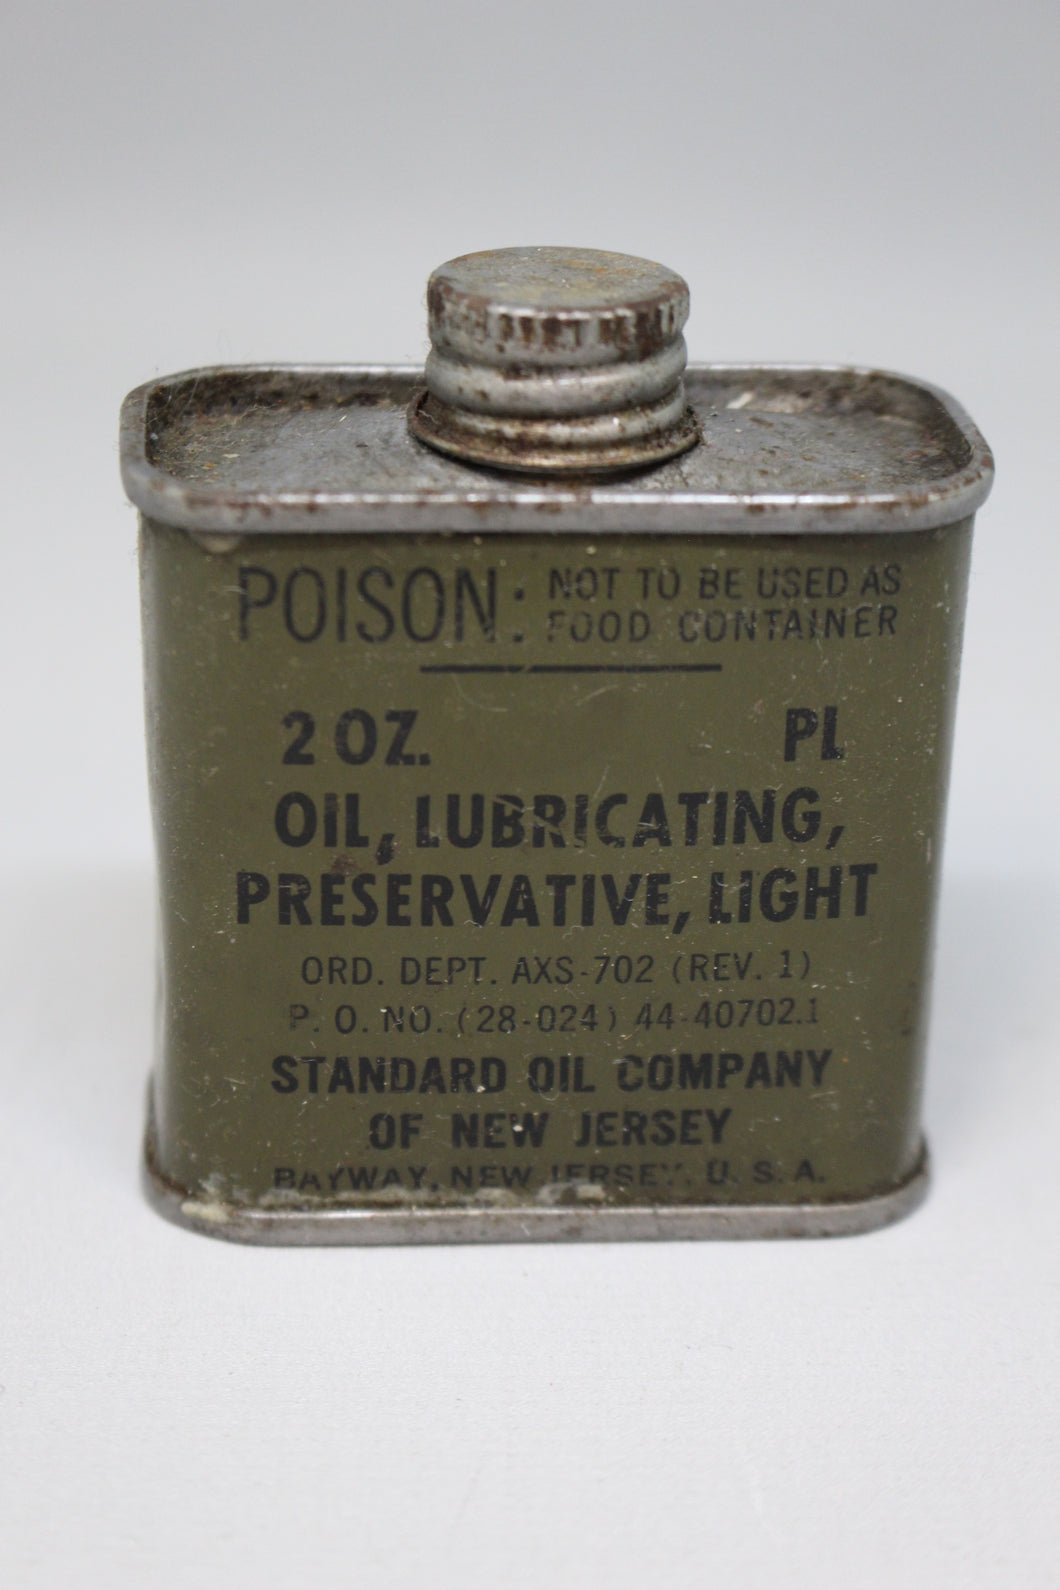 POISON: NOT TO BE USED AS
FOOD CONTAINER
2 OZ. PL
OIL, LUBRICATING,
PRESERVATIVE, LIGHT
ORD. DEPT. AXS-702 (REV. 1)
P. O. NO. (28-024) 44-40702.1
STANDARD OIL COMPANY
OF NEW JERSEY
BAYWAY, NEW JERSEY, U. S. A.